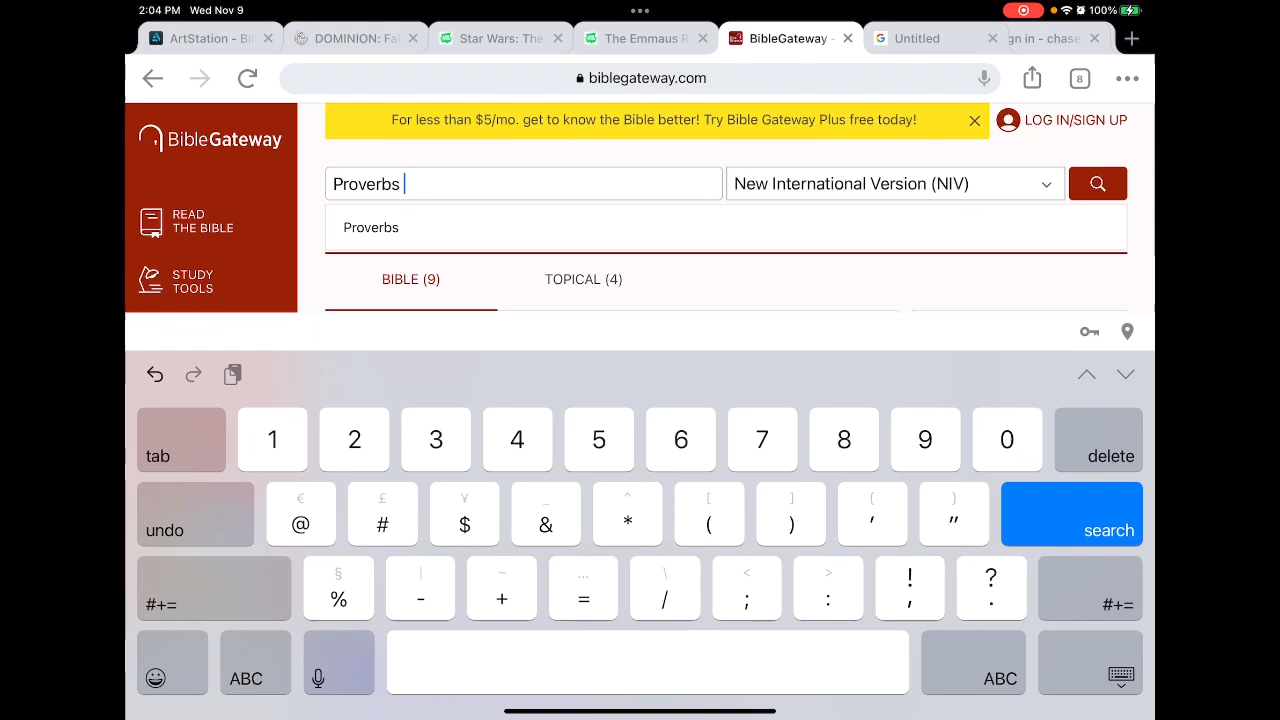 2:04 PM Wed Nov 9
100%
ArtStation - Bi
DOMINION: Fa
Star Wars: The
The Emmaus R
BibleGateway -
Untitled
gn in - chase
biblegateway.com
8
BibleGateway
For less than $5/mo. get to know the Bible better! Try Bible Gateway Plus free today!
LOG IN/SIGN UP
Proverbs
New International Version (NIV)
READ
THE BIBLE
Proverbs
STUDY
TOOLS
BIBLE (9)
TOPICAL (4)
tab 1 2 3 4 5 6 7 8 9 0 delete
€ £ ¥ _ ^ [ ] { }
undo @ # $ & * ( ) ' " search
§ | ~ … \ < > ! ?
#+= % - + = / ; : , . #+=
ABC
ABC